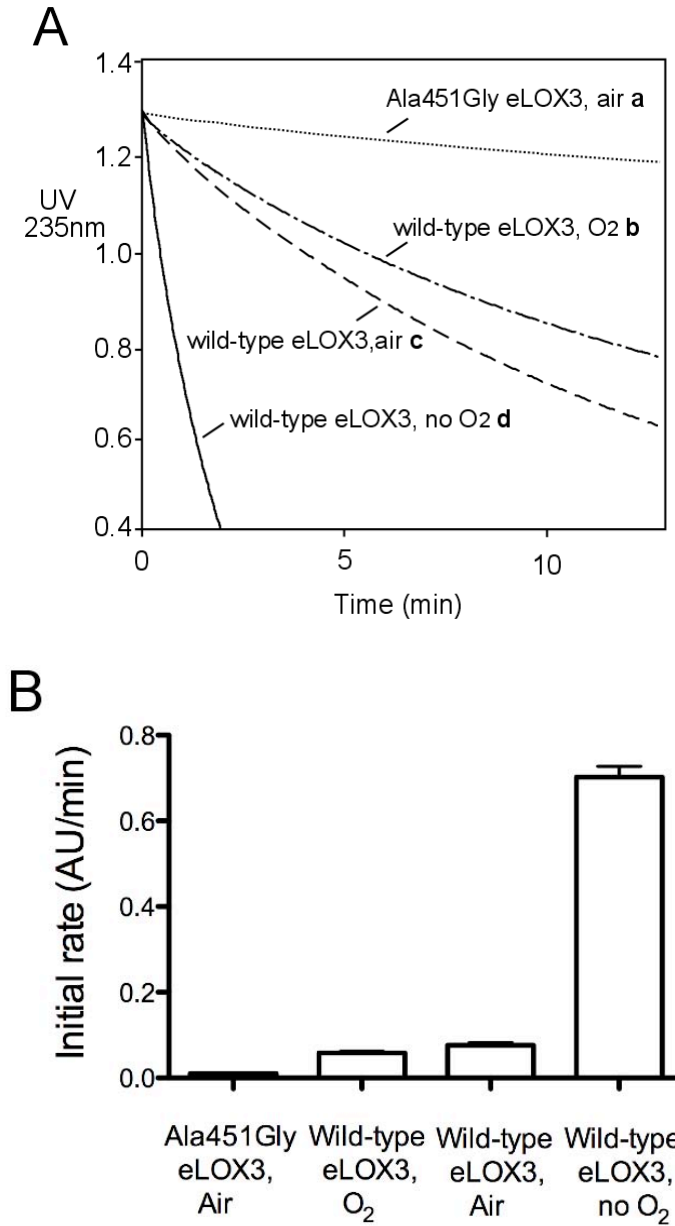 A
1.4
Ala451Gly eLOX3, air a
1.2
UV
235nm
wild-type eLOX3, O2 b
1.0
wild-type eLOX3,air c
0.8
wild-type eLOX3, no O2 d
0.6
0.4
0 5 10
Time (min)
B
Initial rate (AU/min)
0.8
0.6
0.4
0.2
0.0
Ala451Gly Wild-type Wild-type Wild-type
eLOX3, eLOX3, eLOX3, eLOX3,
Air O2 Air no O2